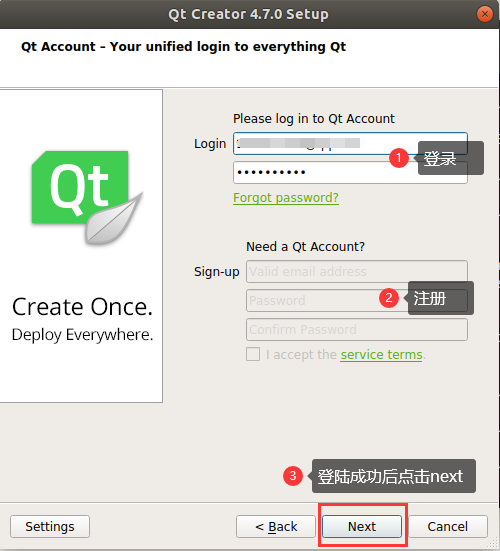 Qt Creator 4.7.0 Setup
Qt Account – Your unified login to everything Qt
Qt
Create Once.
Deploy Everywhere.
Please log in to Qt Account
Login
1 登录
••••••••••
Forgot password?
Need a Qt Account?
Sign-up Valid email address
Password
2 注册
Confirm Password
I accept the service terms.
3 登陆成功后点击next
Settings
< Back
Next
Cancel